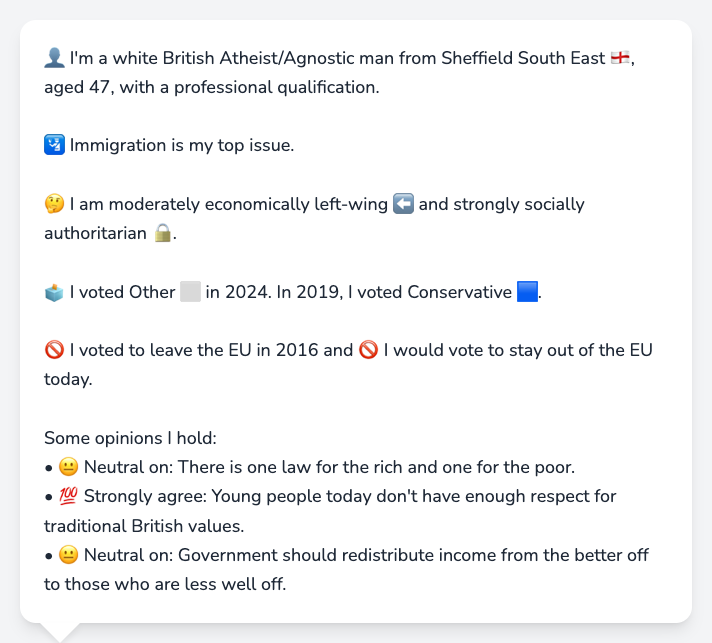 👤 I'm a white British Atheist/Agnostic man from Sheffield South East 🏴󠁧󠁢󠁥󠁮󠁧󠁿,
aged 47, with a professional qualification.
🛂 Immigration is my top issue.
🤔 I am moderately economically left-wing ⬅️ and strongly socially
authoritarian 🔒.
🗳️ I voted Other ⬜ in 2024. In 2019, I voted Conservative 🟦.
🚫 I voted to leave the EU in 2016 and 🚫 I would vote to stay out of the EU
today.
Some opinions I hold:
• 😐 Neutral on: There is one law for the rich and one for the poor.
• 💯 Strongly agree: Young people today don't have enough respect for
traditional British values.
• 😐 Neutral on: Government should redistribute income from the better off
to those who are less well off.